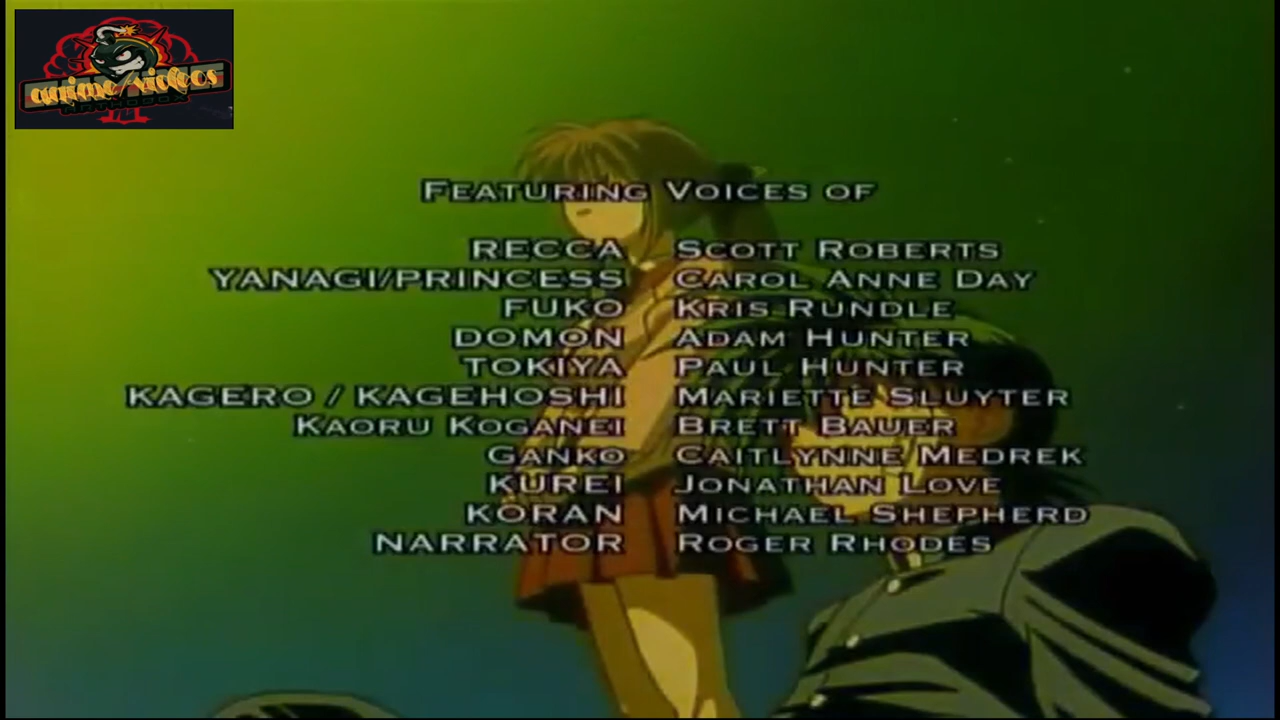 anime/videos
Featuring Voices of
RECCA Scott Roberts
YANAGI/PRINCESS Carol Anne Day
FUKO Kris Rundle
DOMON Adam Hunter
TOKIYA Paul Hunter
KAGERO / KAGEHOSHI Mariette Sluyter
Kaoru Koganei Brett Bauer
Ganko Caitlynne Medrek
KUREI Jonathan Love
KORAN Michael Shepherd
NARRATOR Roger Rhodes